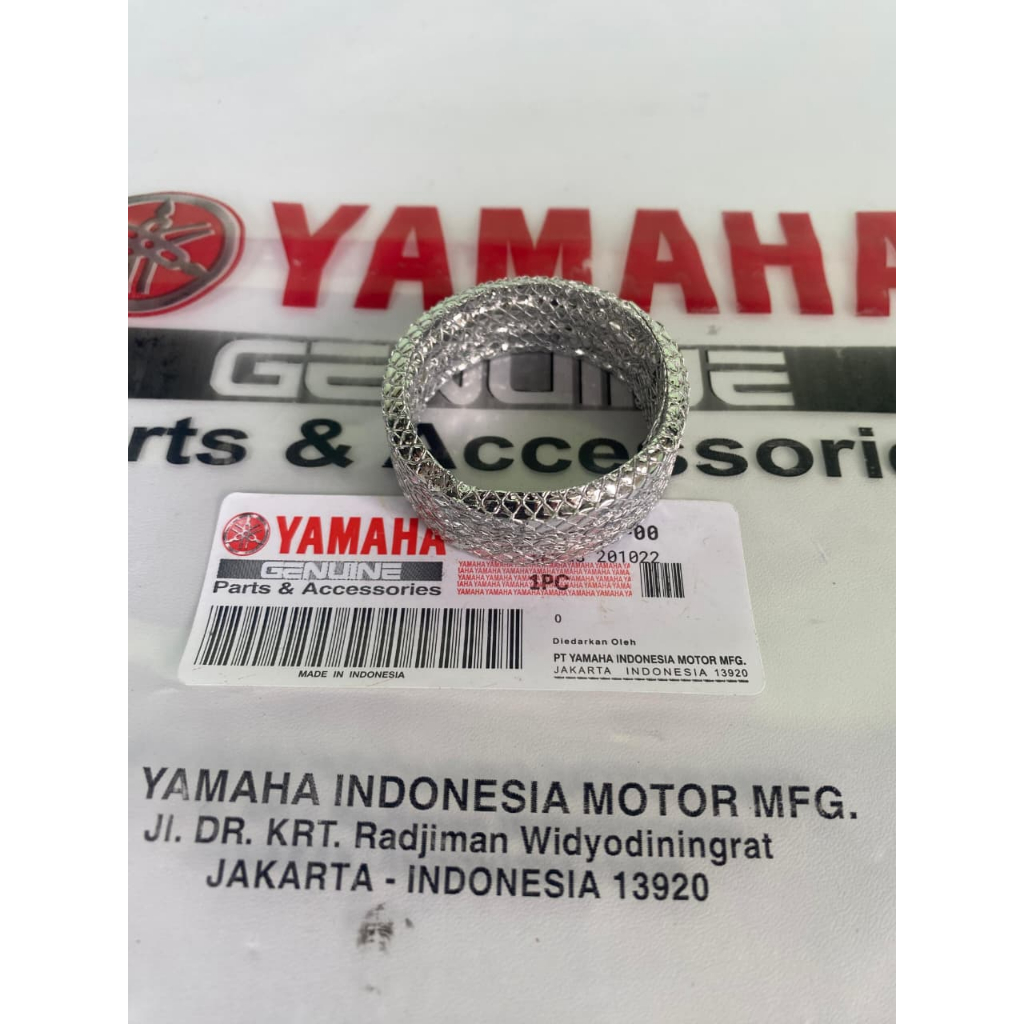 YAMAHA
GENUINE
Parts & Accessories
YAMAHA
-00
GENUINE
201022
Parts & Accessories
1PC
0
Diedarkan Oleh
PT YAMAHA INDONESIA MOTOR MFG.
MADE IN INDONESIA
JAKARTA INDONESIA 13920
YAMAHA INDONESIA MOTOR MFG.
Jl. DR. KRT. Radjiman Widyodiningrat
JAKARTA - INDONESIA 13920